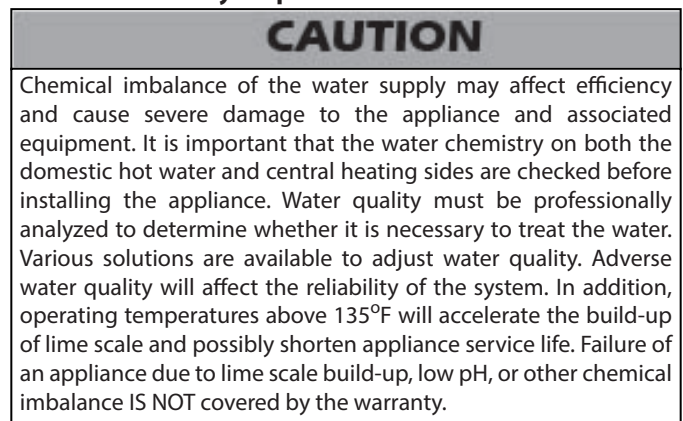 CAUTION
Chemical imbalance of the water supply may affect efficiency
and cause severe damage to the appliance and associated
equipment. It is important that the water chemistry on both the
domestic hot water and central heating sides are checked before
installing the appliance. Water quality must be professionally
analyzed to determine whether it is necessary to treat the water.
Various solutions are available to adjust water quality. Adverse
water quality will affect the reliability of the system. In addition,
operating temperatures above 135°F will accelerate the build-up
of lime scale and possibly shorten appliance service life. Failure of
an appliance due to lime scale build-up, low pH, or other chemical
imbalance IS NOT covered by the warranty.